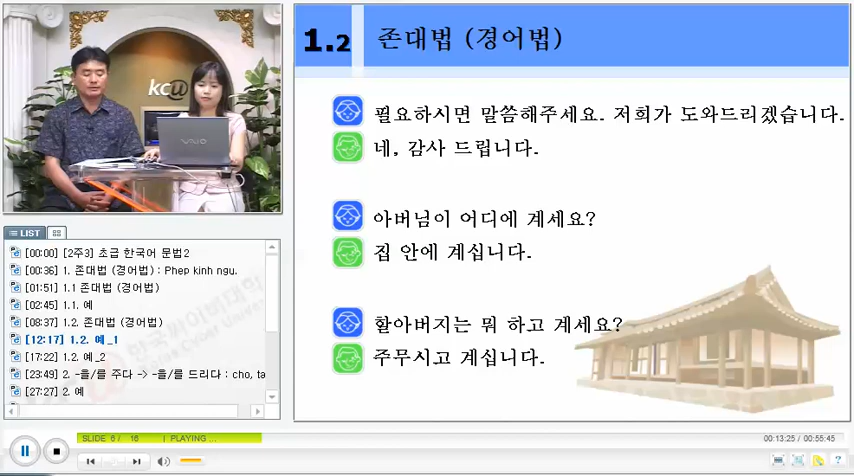 kc@
VAIO
1.2 존대법 (경어법)
필요하시면 말씀해주세요. 저희가 도와드리겠습니다.
네, 감사 드립니다.
아버님이 어디에 계세요?
집 안에 계십니다.
할아버지는 뭐 하고 계세요?
주무시고 계십니다.
LIST
[00:00] [2주3] 초급 한국어 문법2
[00:36] 1. 존대법 (경어법) : Phep kinh ngu.
[01:51] 1.1 존대법 (경어법)
[02:45] 1.1. 예
[08:37] 1.2. 존대법 (경어법)
[12:17] 1.2. 예_1
[17:22] 1.2. 예_2
[23:49] 2. -을/를 주다 -> -을/를 드리다 : cho, ta
[27:27] 2. 예
SLIDE 6 / 16 | PLAYING ...
00:13:25 / 00:55:45